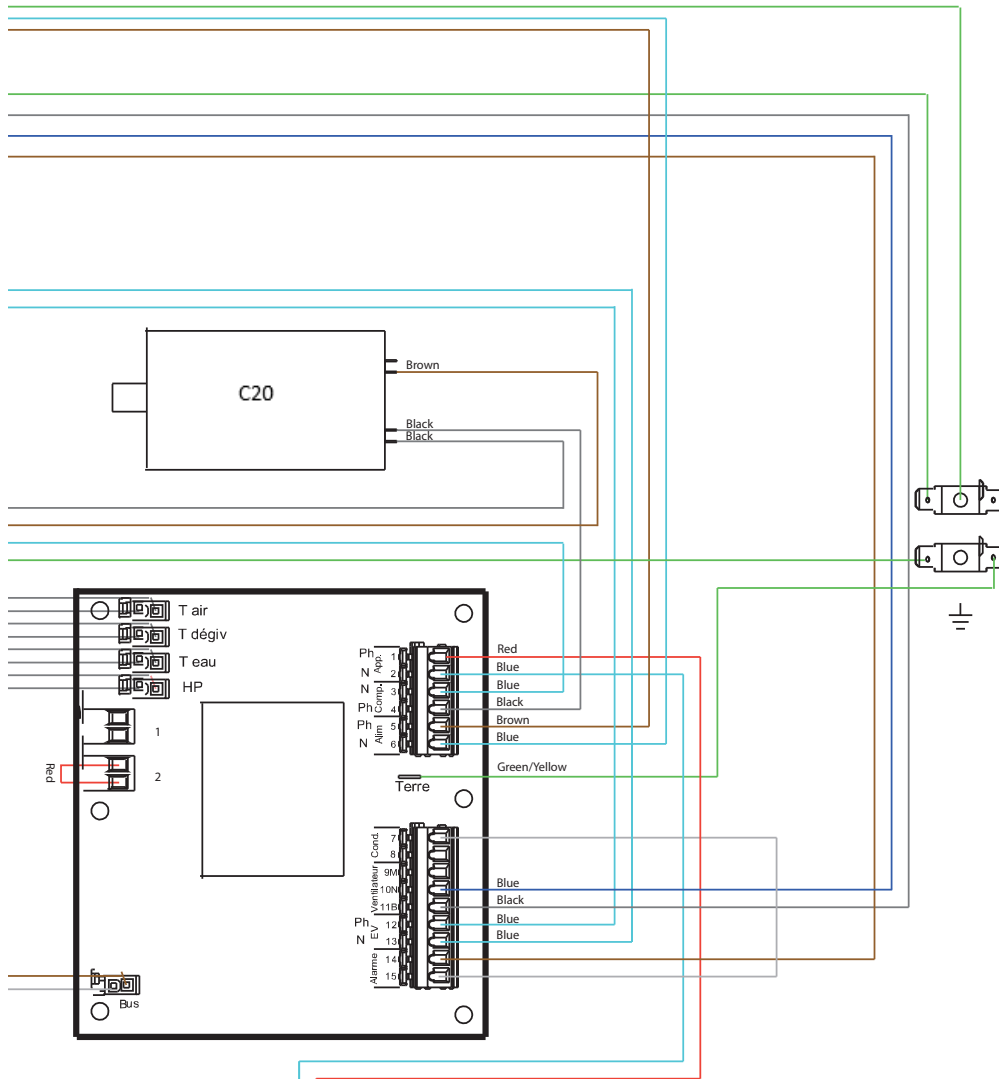 Brown
C20
Black
Black
T air
T dégiv
T eau
HP
1
2
Red
Ph
N
N
Ph
Ph
N
App.
Comp.
Alim
1
2
3
4
5
6
Red
Blue
Blue
Black
Brown
Blue
Green/Yellow
Terre
Cond.
Ventilateur
Ph
N
EV
Alarme
7
8
9M
10N
11B
12
13
14
15
Blue
Black
Blue
Blue
Bus